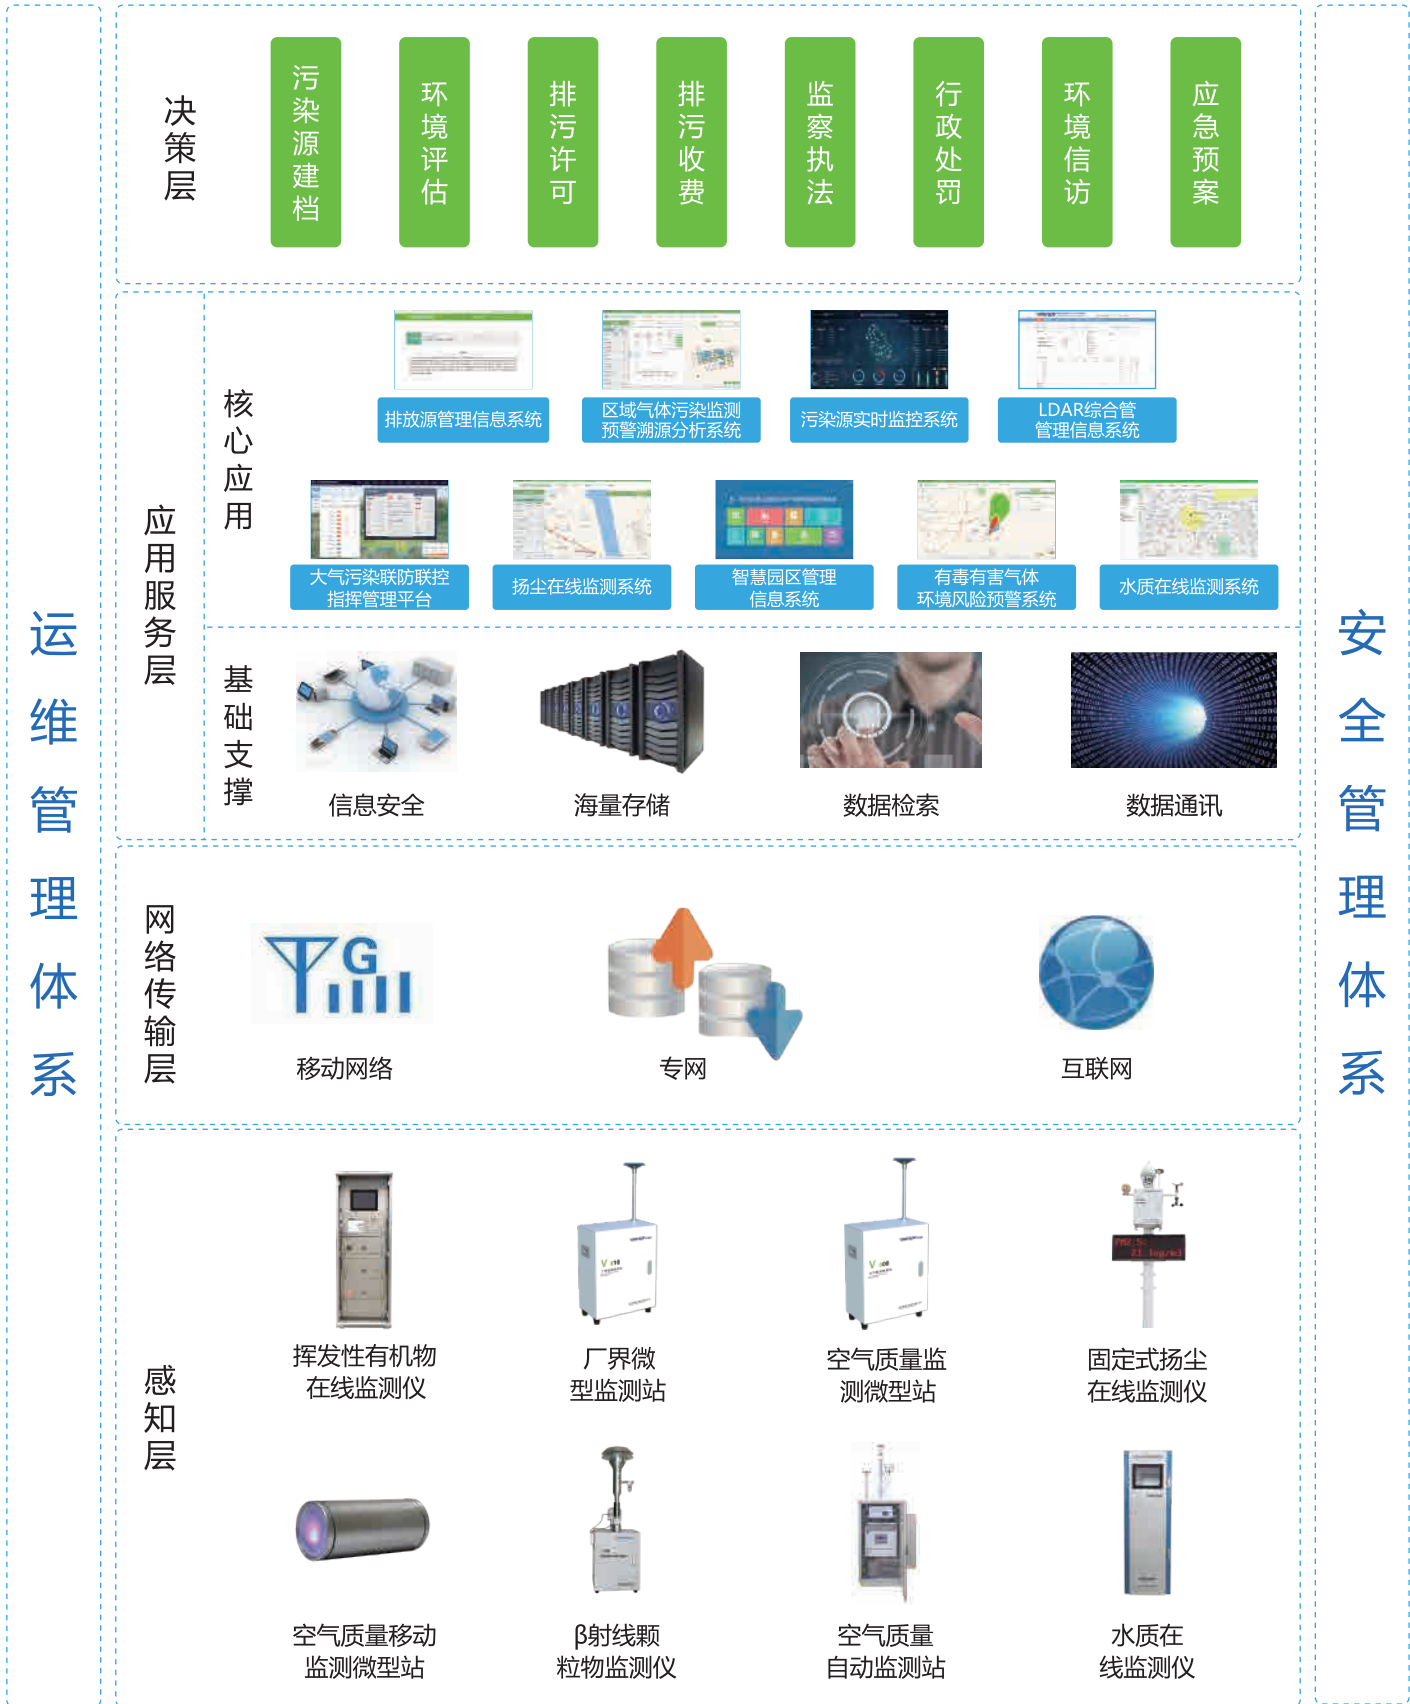 运维管理体系
决策层
污染源建档
环境评估
排污许可
排污收费
监察执法
行政处罚
环境信访
应急预案
应用服务层
核心应用
排放源管理信息系统
区域气体污染监测
预警溯源分析系统
污染源实时监控系统
LDAR综合管
管理信息系统
大气污染联防联控
指挥管理平台
扬尘在线监测系统
智慧园区管理
信息系统
有毒有害气体
环境风险预警系统
水质在线监测系统
基础支撑
信息安全
海量存储
数据检索
数据通讯
网络传输层
G
移动网络
专网
互联网
感知层
挥发性有机物
在线监测仪
厂界微
型监测站
空气质量监
测微型站
固定式扬尘
在线监测仪
空气质量移动
监测微型站
β射线颗
粒物监测仪
空气质量
自动监测站
水质在
线监测仪
安全管理体系